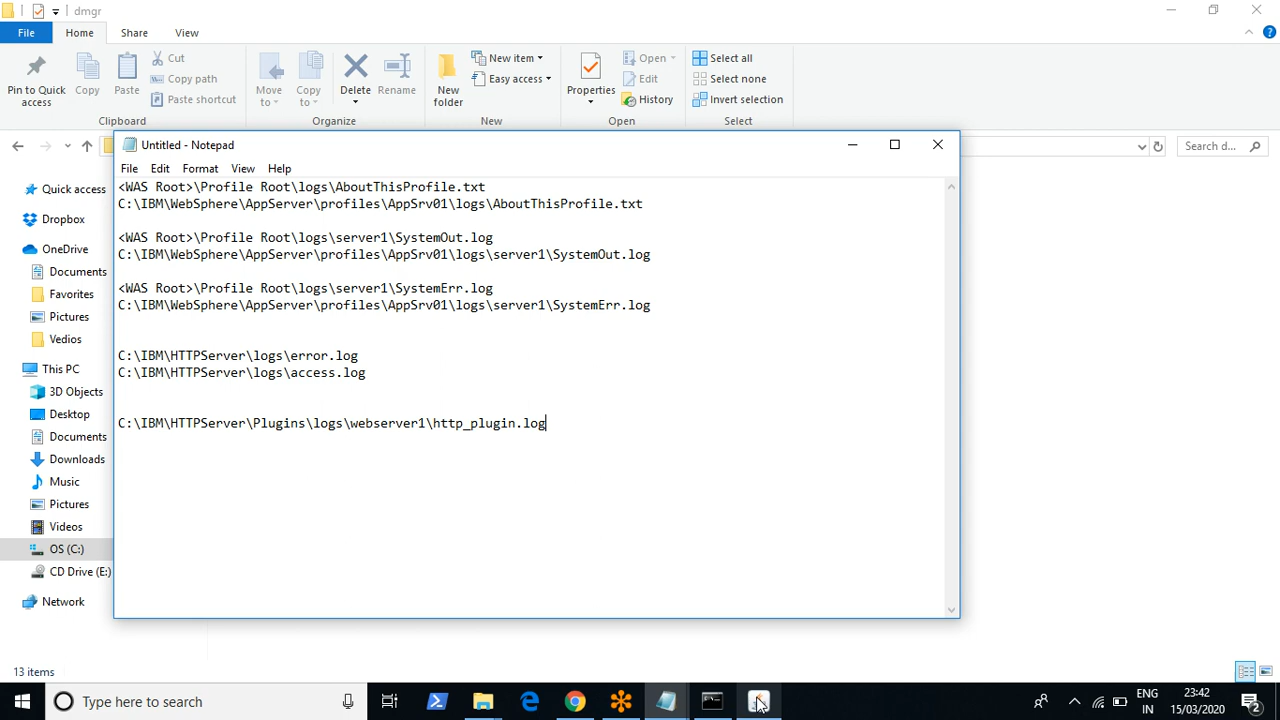 dmgr
File Home Share View
Pin to Quick access
Copy
Paste
Cut
Copy path
Paste shortcut
Clipboard
Move to
Copy to
Delete
Rename
Organize
New folder
New item
Easy access
New
Properties
Open
Edit
History
Open
Select all
Select none
Invert selection
Select
Search d...
Quick access
Dropbox
OneDrive
Documents
Favorites
Pictures
Vedios
This PC
3D Objects
Desktop
Documents
Downloads
Music
Pictures
Videos
OS (C:)
CD Drive (E:)
Network
13 items
Untitled - Notepad
File Edit Format View Help
<WAS Root>\Profile Root\logs\AboutThisProfile.txt
C:\IBM\WebSphere\AppServer\profiles\AppSrv01\logs\AboutThisProfile.txt
<WAS Root>\Profile Root\logs\server1\SystemOut.log
C:\IBM\WebSphere\AppServer\profiles\AppSrv01\logs\server1\SystemOut.log
<WAS Root>\Profile Root\logs\server1\SystemErr.log
C:\IBM\WebSphere\AppServer\profiles\AppSrv01\logs\server1\SystemErr.log
C:\IBM\HTTPServer\logs\error.log
C:\IBM\HTTPServer\logs\access.log
C:\IBM\HTTPServer\Plugins\logs\webserver1\http_plugin.log
Type here to search
ENG
IN
23:42
15/03/2020
2